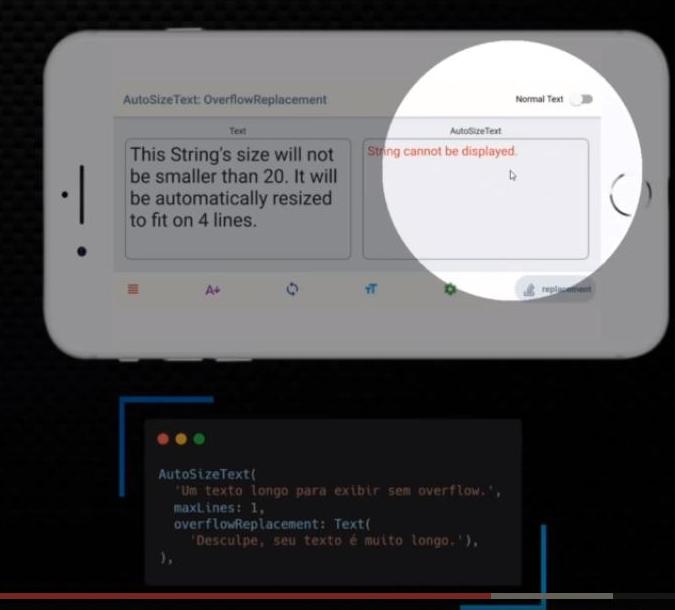 AutoSizeText: OverflowReplacement
Normal Text
Text
AutoSizeText
This String's size will not
be smaller than 20. It will
be automatically resized
to fit on 4 lines.
String cannot be displayed.
A+
replacement
AutoSizeText(
'Um texto longo para exibir sem overflow.',
maxLines: 1,
overflowReplacement: Text(
'Desculpe, seu texto é muito longo.'),
),